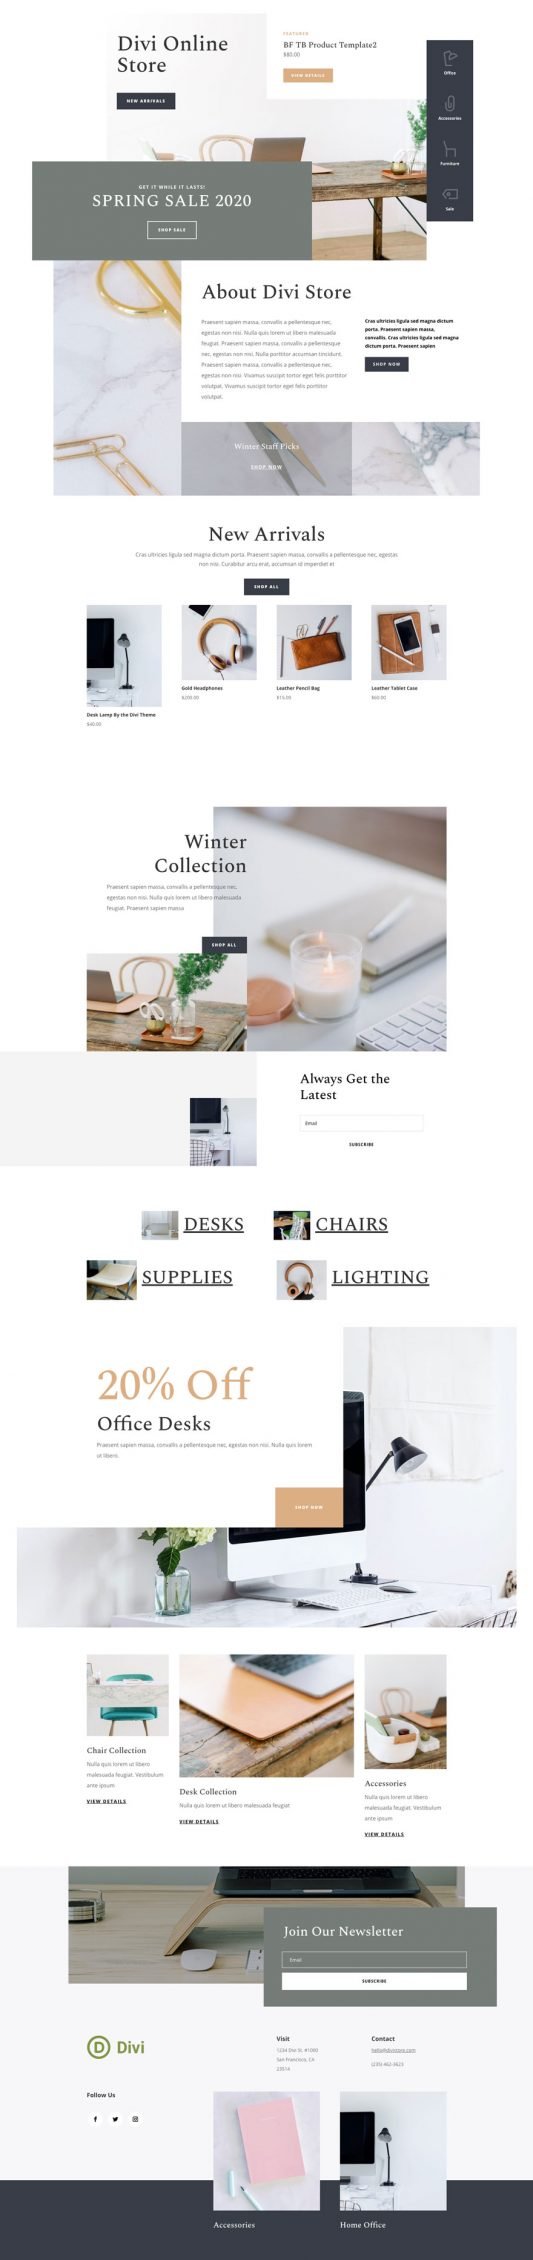 Divi Online
Store
NEW ARRIVALS
FEATURED
BF TB Product Template2
$80.00
VIEW DETAILS
Office
Accessories
Furniture
Sale
GET IT WHILE IT LASTS!
SPRING SALE 2020
SHOP SALE
About Divi Store
Praesent sapien massa, convallis a pellentesque nec,
egestas non nisi. Nulla quis lorem ut libero malesuada
feugiat. Praesent sapien massa, convallis a pellentesque
nec, egestas non nisi. Nulla porttitor accumsan tincidunt.
Praesent sapien massa, convallis a pellentesque nec,
egestas non nisi. Vivamus suscipit tortor eget felis porttitor
volutpat. Vivamus suscipit tortor eget felis porttitor
volutpat.
Cras ultricies ligula sed magna dictum
porta. Praesent sapien massa,
convallis. Cras ultricies ligula sed magna
dictum porta. Praesent sapien
SHOP NOW
Winter Staff Picks
SHOP NOW
New Arrivals
Cras ultricies ligula sed magna dictum porta. Praesent sapien massa, convallis a pellentesque nec, egestas
non nisi. Curabitur arcu erat, accumsan id imperdiet et
SHOP ALL
Desk Lamp By the Divi Theme
$40.00
Gold Headphones
$200.00
Leather Pencil Bag
$15.00
Leather Tablet Case
$60.00
Winter
Collection
Praesent sapien massa, convallis a pellentesque nec,
egestas non nisi. Nulla quis lorem ut libero malesuada
feugiat. Praesent sapien massa
SHOP ALL
Always Get the
Latest
Email
SUBSCRIBE
DESKS
CHAIRS
SUPPLIES
LIGHTING
20% Off
Office Desks
Praesent sapien massa, convallis a pellentesque nec, egestas non nisi. Nulla quis lorem
ut libero.
SHOP NOW
Chair Collection
Nulla quis lorem ut libero
malesuada feugiat. Vestibulum
ante ipsum
VIEW DETAILS
Desk Collection
Nulla quis lorem ut libero malesuada feugiat
VIEW DETAILS
Accessories
Nulla quis lorem ut libero
malesuada feugiat. Vestibulum
ante ipsum
VIEW DETAILS
Join Our Newsletter
Email
SUBSCRIBE
D Divi
Visit
1234 Divi St. #1000
San Francisco, CA
23514
Contact
hello@divistore.com
(235) 462-3623
Follow Us
Accessories
Home Office